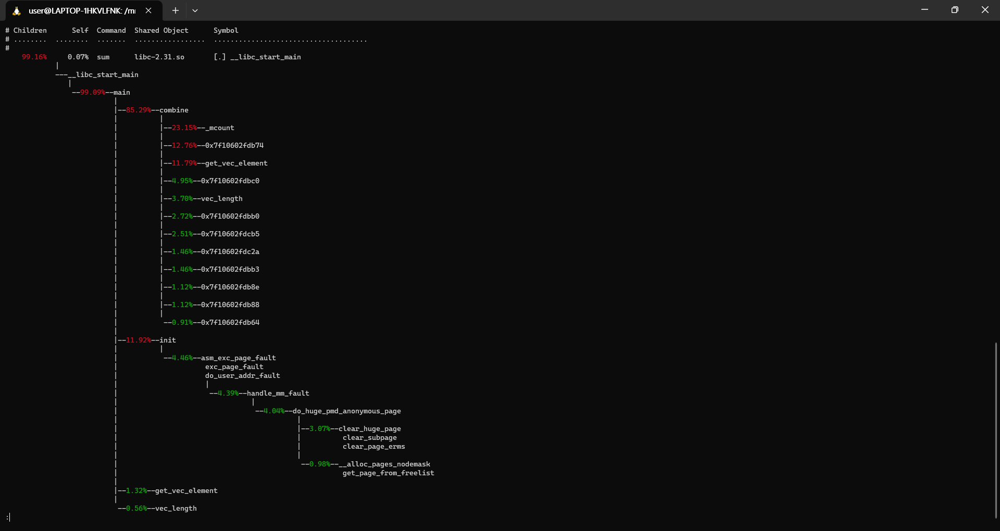 user@LAPTOP-1HKVLFNK: /m
# Children      Self  Command  Shared Object      Symbol
# ........  ........  .......  .................  .....................................
#
    99.16%     0.07%  sum      libc-2.31.so       [.] __libc_start_main
            |
            ---__libc_start_main
               |
                --99.09%--main
                          |
                          |--85.29%--combine
                          |          |
                          |          |--23.15%--_mcount
                          |          |
                          |          |--12.76%--0x7f10602fdb74
                          |          |
                          |          |--11.79%--get_vec_element
                          |          |
                          |          |--4.95%--0x7f10602fdbc0
                          |          |
                          |          |--3.70%--vec_length
                          |          |
                          |          |--2.72%--0x7f10602fdbb0
                          |          |
                          |          |--2.51%--0x7f10602fdcb5
                          |          |
                          |          |--1.46%--0x7f10602fdc2a
                          |          |
                          |          |--1.46%--0x7f10602fdbb3
                          |          |
                          |          |--1.12%--0x7f10602fdb8e
                          |          |
                          |          |--1.12%--0x7f10602fdb88
                          |          |
                          |           --0.91%--0x7f10602fdb64
                          |
                          |--11.92%--init
                          |          |
                          |           --4.46%--asm_exc_page_fault
                          |                     exc_page_fault
                          |                     do_user_addr_fault
                          |                     |
                          |                      --4.39%--handle_mm_fault
                          |                                |
                          |                                 --4.04%--do_huge_pmd_anonymous_page
                          |                                           |
                          |                                           |--3.07%--clear_huge_page
                          |                                           |          clear_subpage
                          |                                           |          clear_page_erms
                          |                                           |
                          |                                            --0.98%--__alloc_pages_nodemask
                          |                                                      get_page_from_freelist
                          |
                          |--1.32%--get_vec_element
                          |
                           --0.56%--vec_length
: